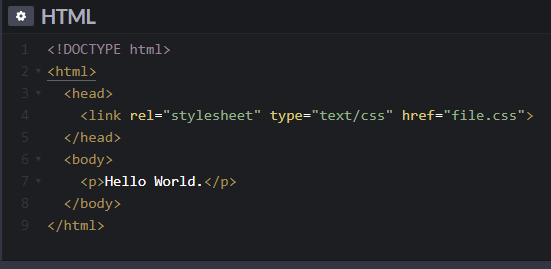 HTML
1 <!DOCTYPE html>
2 <html>
3 <head>
4 <link rel="stylesheet" type="text/css" href="file.css">
5 </head>
6 <body>
7 <p>Hello World.</p>
8 </body>
9 </html>